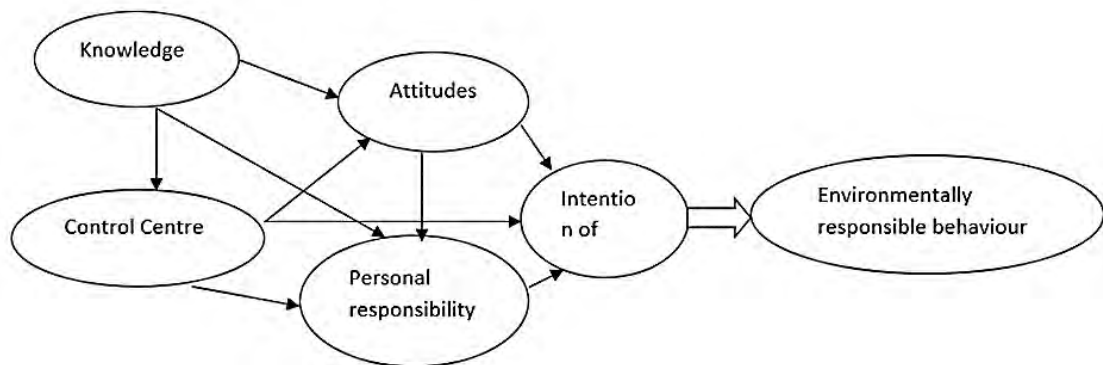 Knowledge
Attitudes
Control Centre
Intentio
n of
Environmentally
responsible behaviour
Personal
responsibility